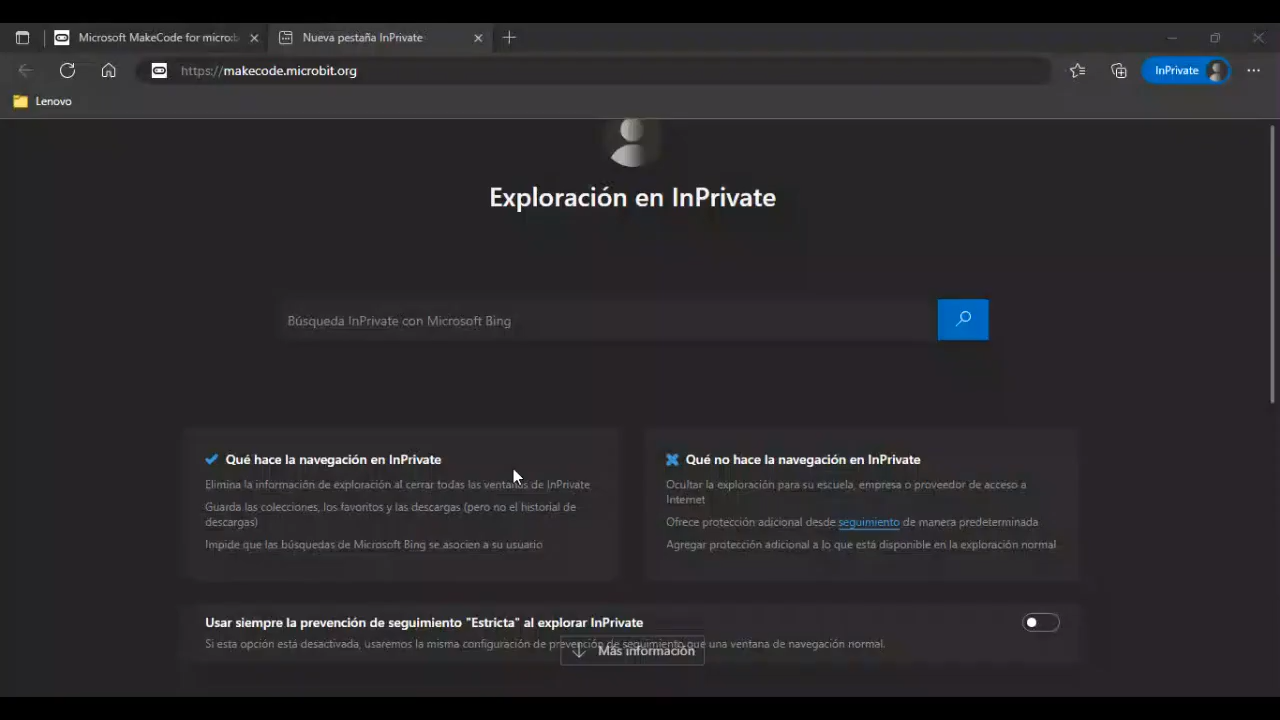 Microsoft MakeCode for micro:b
Nueva pestaña InPrivate
https://makecode.microbit.org
InPrivate
Lenovo
Exploración en InPrivate
Búsqueda InPrivate con Microsoft Bing
Qué hace la navegación en InPrivate
Elimina la información de exploración al cerrar todas las ventanas de InPrivate
Guarda las colecciones, los favoritos y las descargas (pero no el historial de
descargas)
Impide que las búsquedas de Microsoft Bing se asocien a su usuario
Qué no hace la navegación en InPrivate
Ocultar la exploración para su escuela, empresa o proveedor de acceso a
Internet
Ofrece protección adicional desde seguimiento de manera predeterminada
Agregar protección adicional a lo que está disponible en la exploración normal
Usar siempre la prevención de seguimiento "Estricta" al explorar InPrivate
Si esta opción está desactivada, usaremos la misma configuración de prevención de seguimiento que una ventana de navegación normal.
Más información